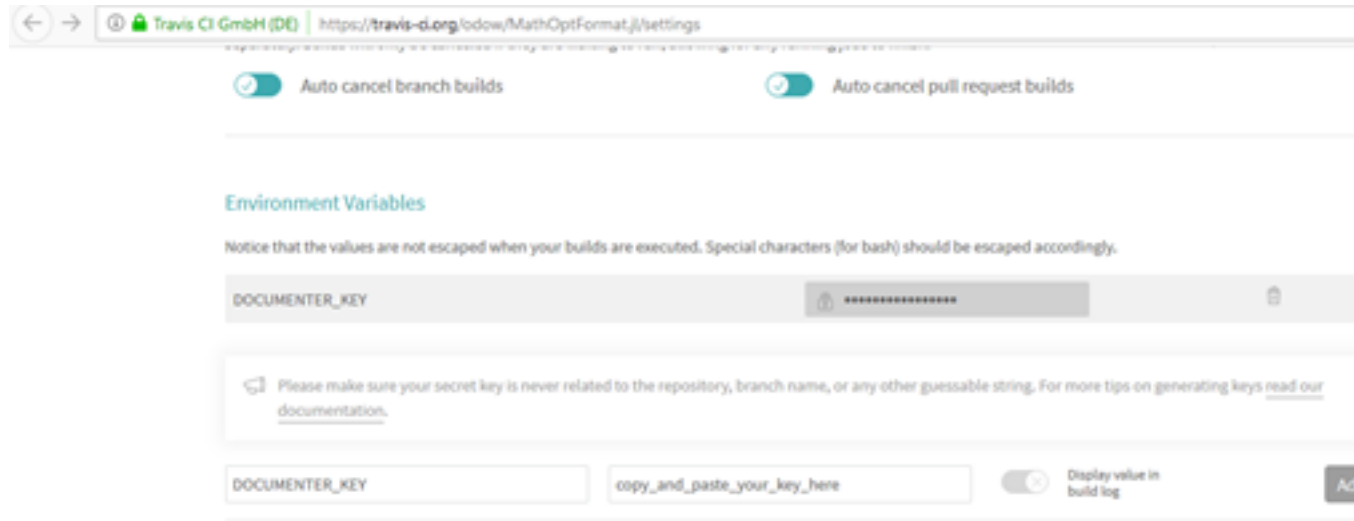 Travis CI GmbH (DE) https://travis-ci.org/odow/MathOptFormat.jl/settings
Auto cancel branch builds Auto cancel pull request builds
Environment Variables
Notice that the values are not escaped when your builds are executed. Special characters (for bash) should be escaped accordingly.
DOCUMENTER_KEY ••••••••••••••••
Please make sure your secret key is never related to the repository, branch name, or any other guessable string. For more tips on generating keys read our
documentation.
DOCUMENTER_KEY copy_and_paste_your_key_here Display value in
build log